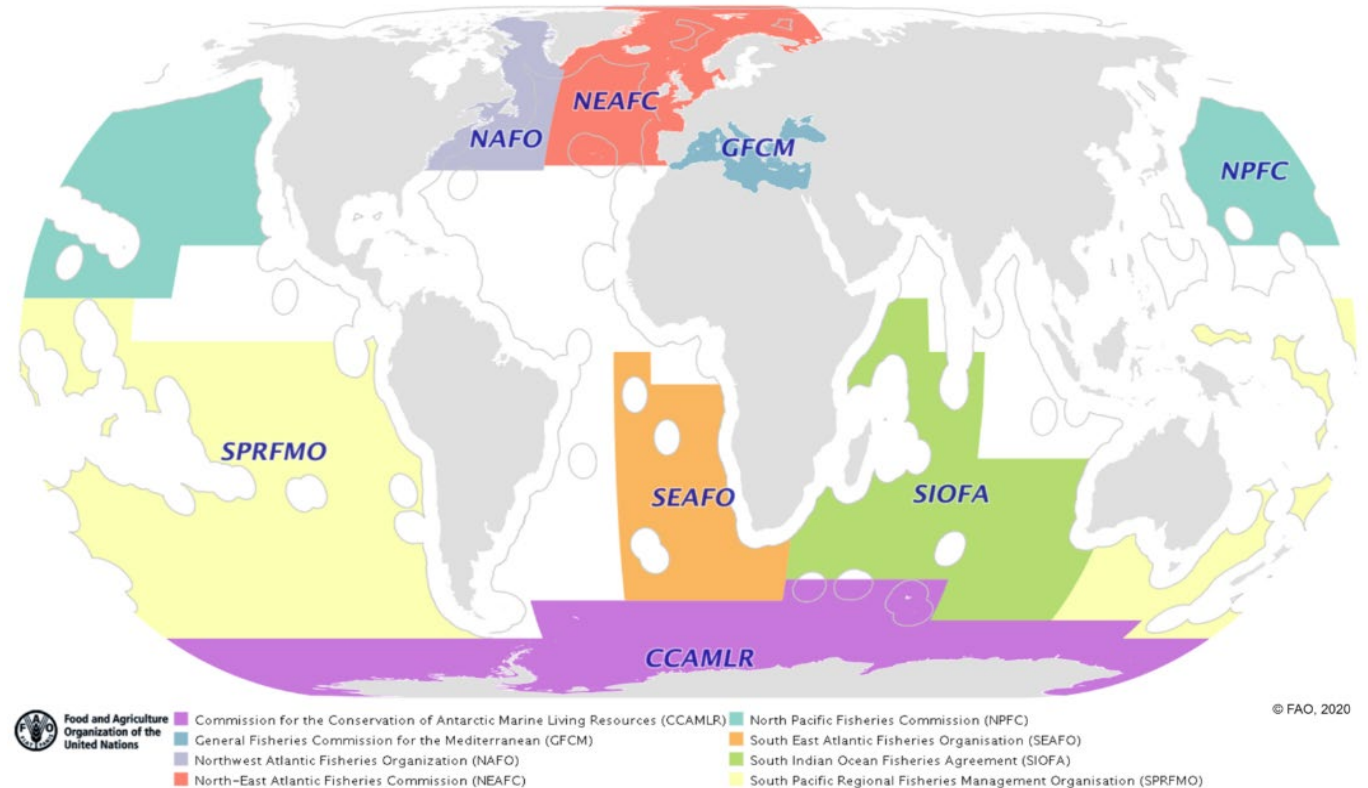 NEAFC
NAFO
GFCM
NPFC
SPRFMO
SEAFO
SIOFA
CCAMLR
© FAO, 2020
FAO
FIAT PANIS
Food and Agriculture
Organization of the
United Nations
Commission for the Conservation of Antarctic Marine Living Resources (CCAMLR)
General Fisheries Commission for the Mediterranean (GFCM)
Northwest Atlantic Fisheries Organization (NAFO)
North-East Atlantic Fisheries Commission (NEAFC)
North Pacific Fisheries Commission (NPFC)
South East Atlantic Fisheries Organisation (SEAFO)
South Indian Ocean Fisheries Agreement (SIOFA)
South Pacific Regional Fisheries Management Organisation (SPRFMO)